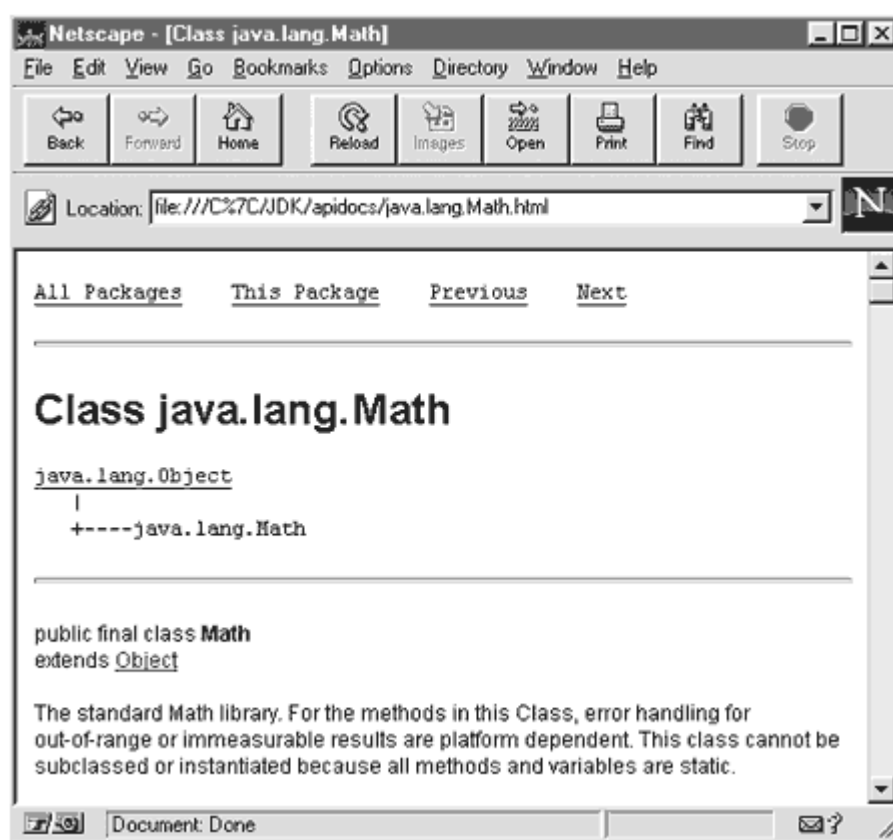 Netscape - [Class java.lang.Math]
File Edit View Go Bookmarks Options Directory Window Help
Back Forward Home Reload Images Open Print Find Stop
Location: file:///C%7C/JDK/apidocs/java.lang.Math.html
N
All Packages This Package Previous Next
Class java.lang.Math
java.lang.Object
|
+----java.lang.Math
public final class Math
extends Object
The standard Math library. For the methods in this Class, error handling for
out-of-range or immeasurable results are platform dependent. This class cannot be
subclassed or instantiated because all methods and variables are static.
Document: Done
?